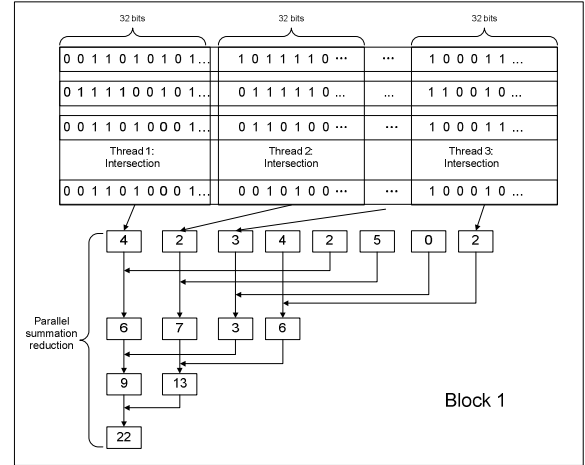 32 bits 32 bits 32 bits
0 0 1 1 0 1 0 1 0 1 ... 1 0 1 1 1 1 0 ... ... 1 0 0 0 1 1 ...
0 1 1 1 1 0 0 1 0 1 ... 0 1 1 1 1 1 0 ... ... 1 1 0 0 1 0 ...
0 0 1 1 0 1 0 0 0 1 ... 0 1 1 0 1 0 0 ... ... 1 0 0 0 1 1 ...
Thread 1: Thread 2: Thread 3:
Intersection Intersection Intersection
0 0 1 1 0 1 0 0 0 1 ... 0 0 1 0 1 0 0 ... ... 1 0 0 0 1 0 ...
4 2 3 4 2 5 0 2
Parallel
summation
reduction
6 7 3 6
9 13
Block 1
22